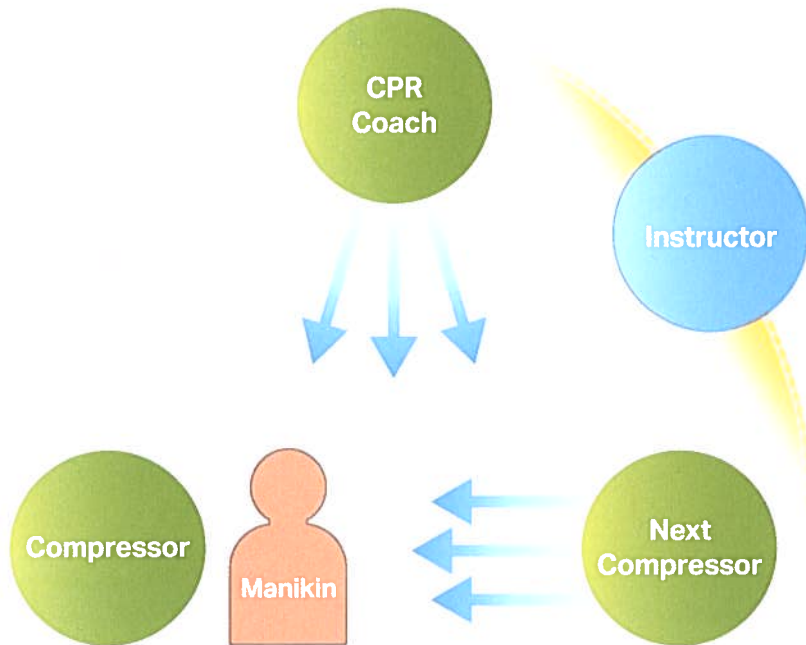 CPR
Coach
Instructor
Compressor
Manikin
Next
Compressor